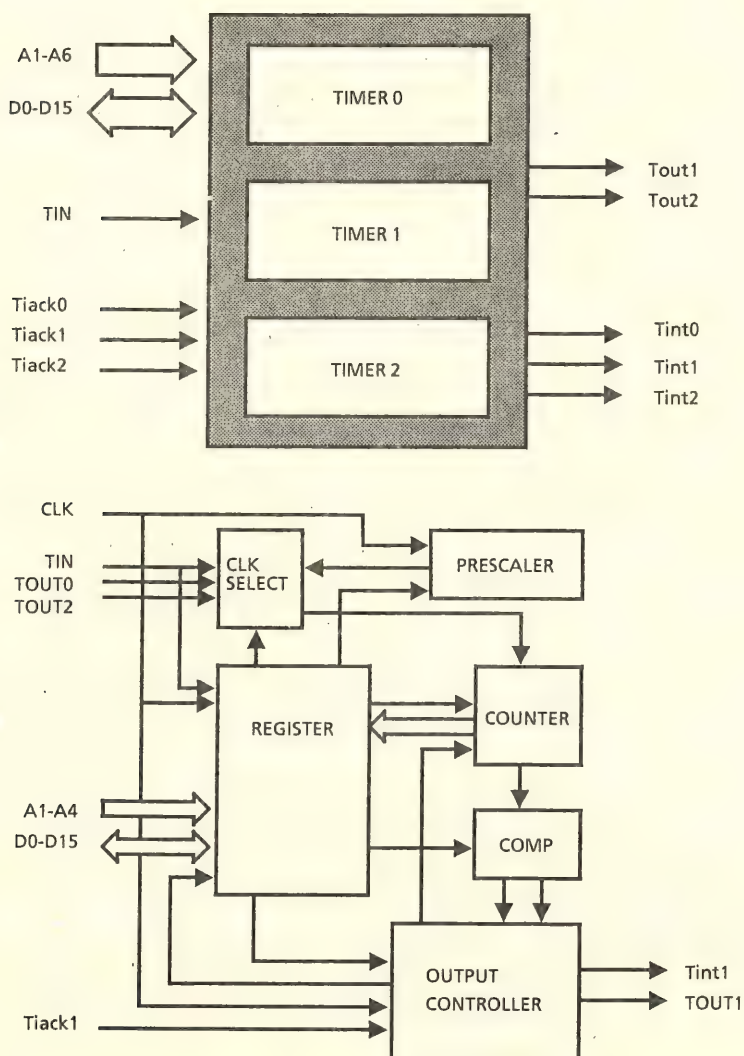 A1-A6
D0-D15
TIN
Tiack0
Tiack1
Tiack2
TIMER 0
TIMER 1
TIMER 2
Tout1
Tout2
Tint0
Tint1
Tint2
CLK
TIN
TOUT0
TOUT2
CLK
SELECT
PRESCALER
REGISTER
COUNTER
A1-A4
D0-D15
COMP
OUTPUT
CONTROLLER
Tiack1
Tint1
TOUT1